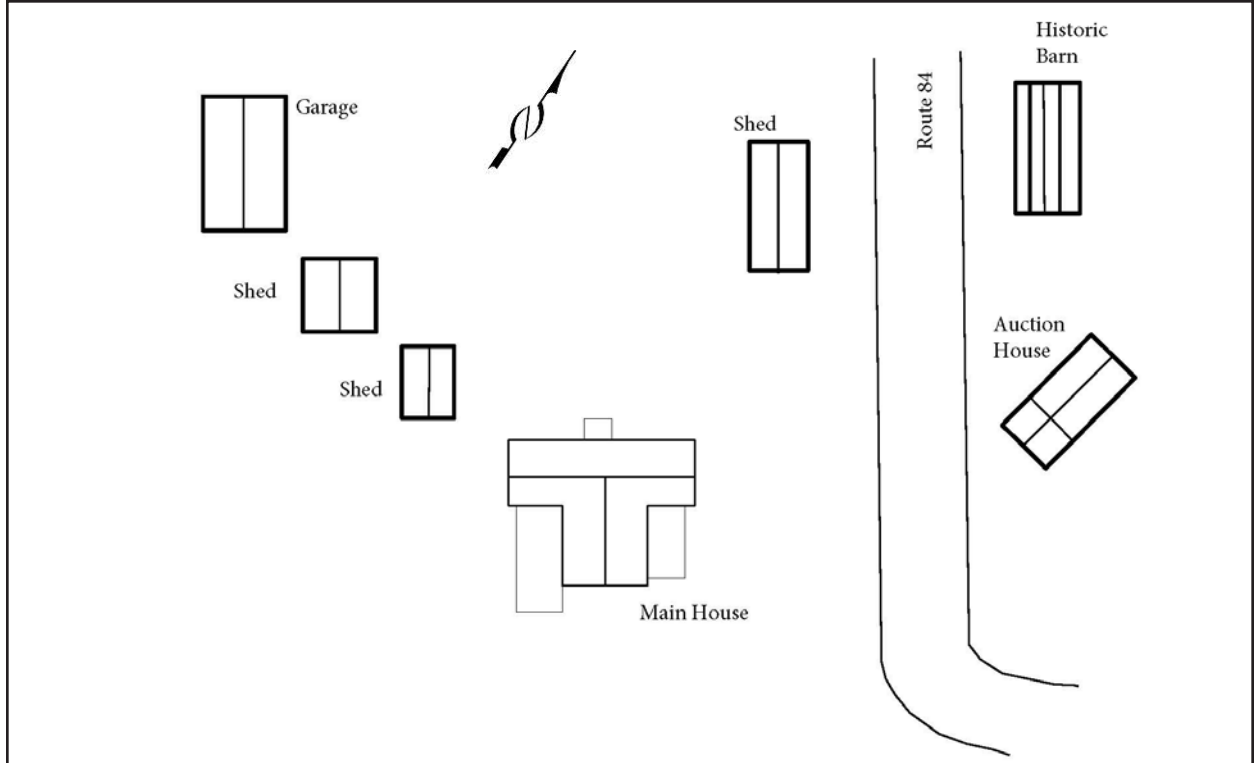 Historic
Barn
Garage
Route 84
Shed
Shed
Auction
House
Shed
Main House